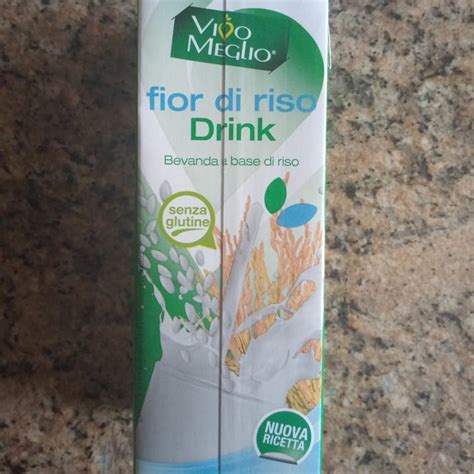 VIVO
MEGLIO®
fior di riso
Drink
Bevanda a base di riso
senza
glutine
NUOVA
RICETTA